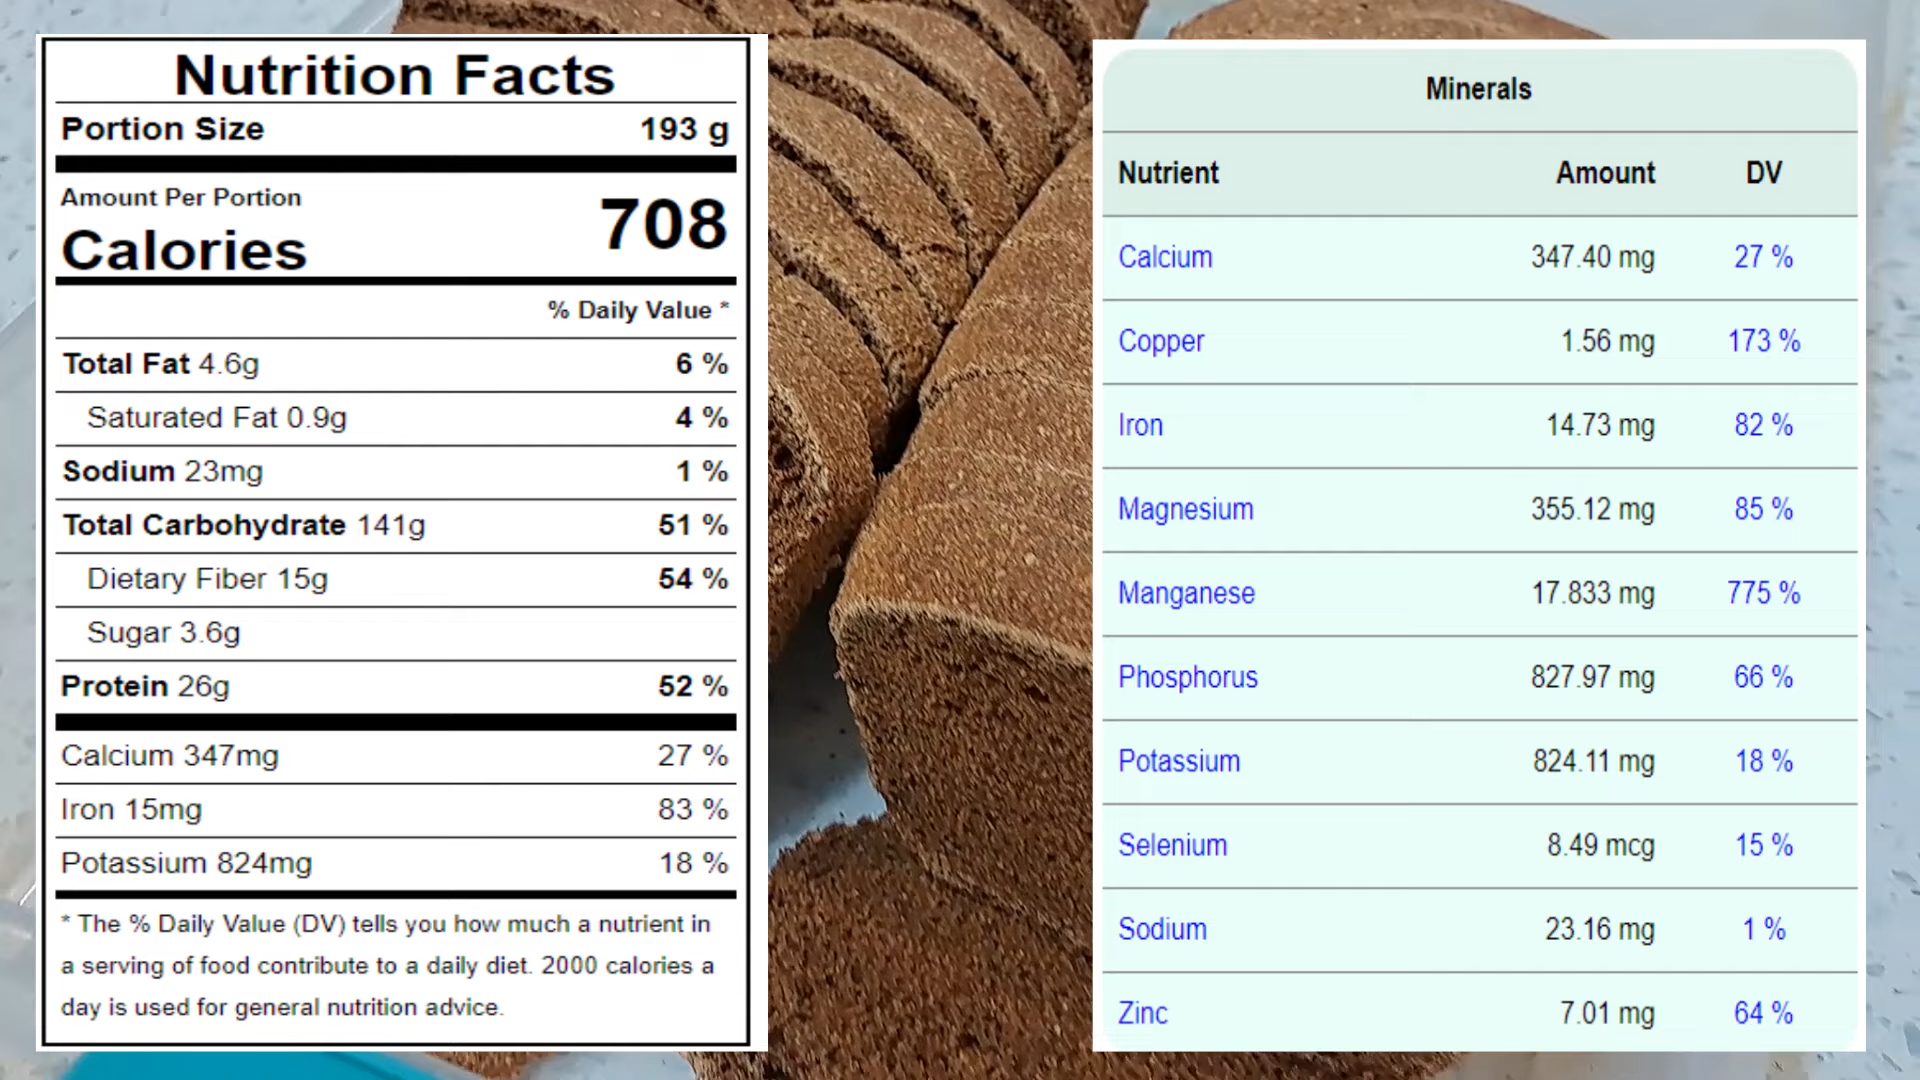 Nutrition Facts
Portion Size 193 g
Amount Per Portion
Calories 708
% Daily Value *
Total Fat 4.6g 6 %
Saturated Fat 0.9g 4 %
Sodium 23mg 1 %
Total Carbohydrate 141g 51 %
Dietary Fiber 15g 54 %
Sugar 3.6g
Protein 26g 52 %
Calcium 347mg 27 %
Iron 15mg 83 %
Potassium 824mg 18 %
* The % Daily Value (DV) tells you how much a nutrient in
a serving of food contribute to a daily diet. 2000 calories a
day is used for general nutrition advice.
Minerals
Nutrient Amount DV
Calcium 347.40 mg 27 %
Copper 1.56 mg 173 %
Iron 14.73 mg 82 %
Magnesium 355.12 mg 85 %
Manganese 17.833 mg 775 %
Phosphorus 827.97 mg 66 %
Potassium 824.11 mg 18 %
Selenium 8.49 mcg 15 %
Sodium 23.16 mg 1 %
Zinc 7.01 mg 64 %